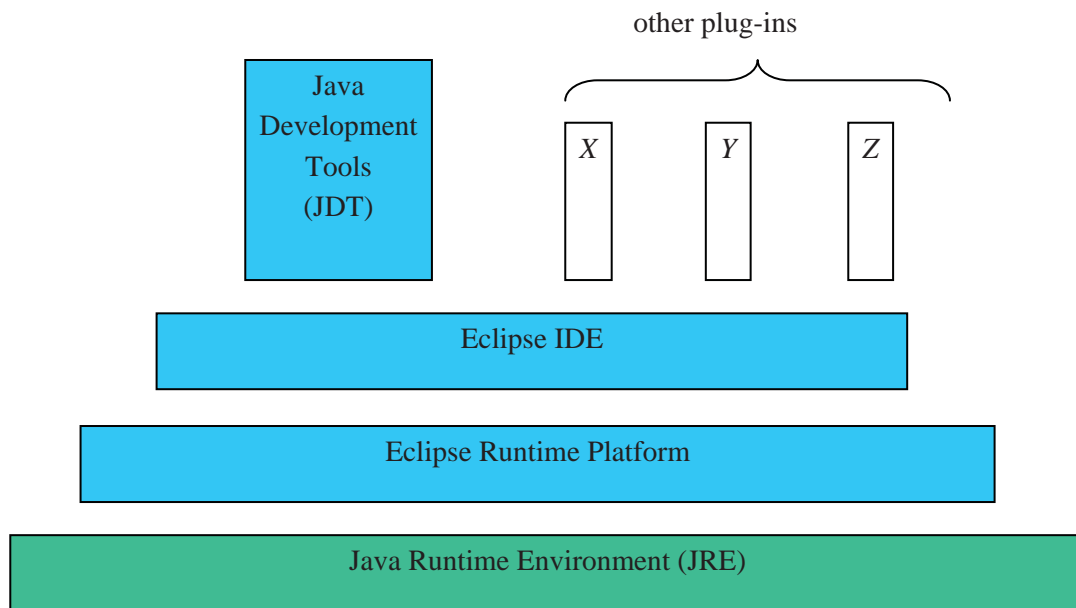 other plug-ins
Java
Development
Tools
(JDT)
X
Y
Z
Eclipse IDE
Eclipse Runtime Platform
Java Runtime Environment (JRE)